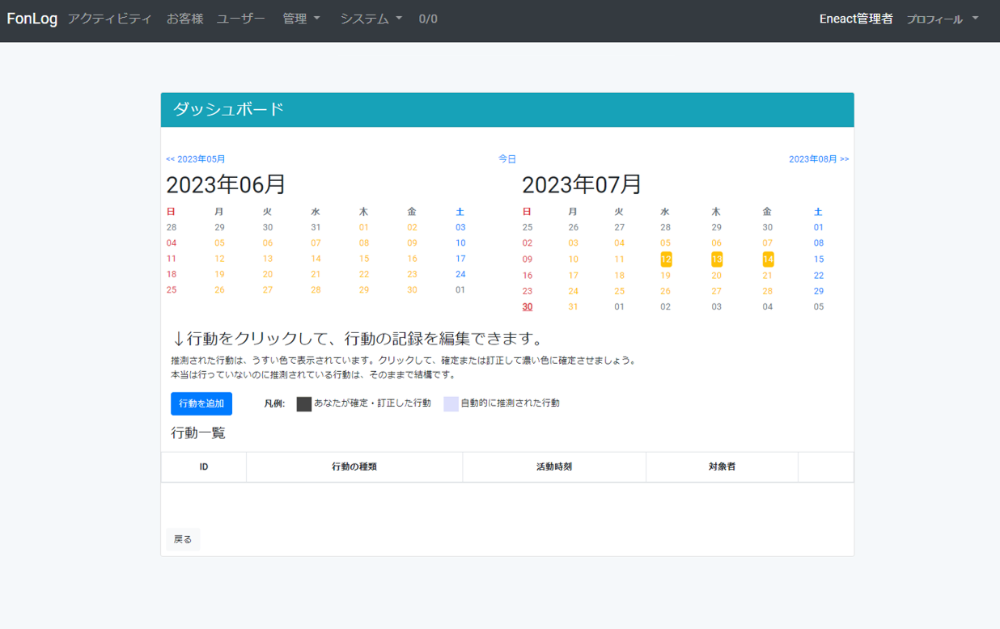 FonLog アクティビティ お客様 ユーザー 管理 システム 0/0 Eneact管理者 プロフィール
ダッシュボード
<< 2023年05月 今日 2023年08月 >>
2023年06月
日 月 火 水 木 金 土
28 29 30 31 01 02 03
04 05 06 07 08 09 10
11 12 13 14 15 16 17
18 19 20 21 22 23 24
25 26 27 28 29 30 01
2023年07月
日 月 火 水 木 金 土
25 26 27 28 29 30 01
02 03 04 05 06 07 08
09 10 11 12 13 14 15
16 17 18 19 20 21 22
23 24 25 26 27 28 29
30 31 01 02 03 04 05
↓行動をクリックして、行動の記録を編集できます。
推測された行動は、うすい色で表示されています。クリックして、確定または訂正して濃い色に確定させましょう。
本当は行っていないのに推測されている行動は、そのままで結構です。
行動を追加 凡例: あなたが確定・訂正した行動 自動的に推測された行動
行動一覧
ID 行動の種類 活動時刻 対象者
戻る